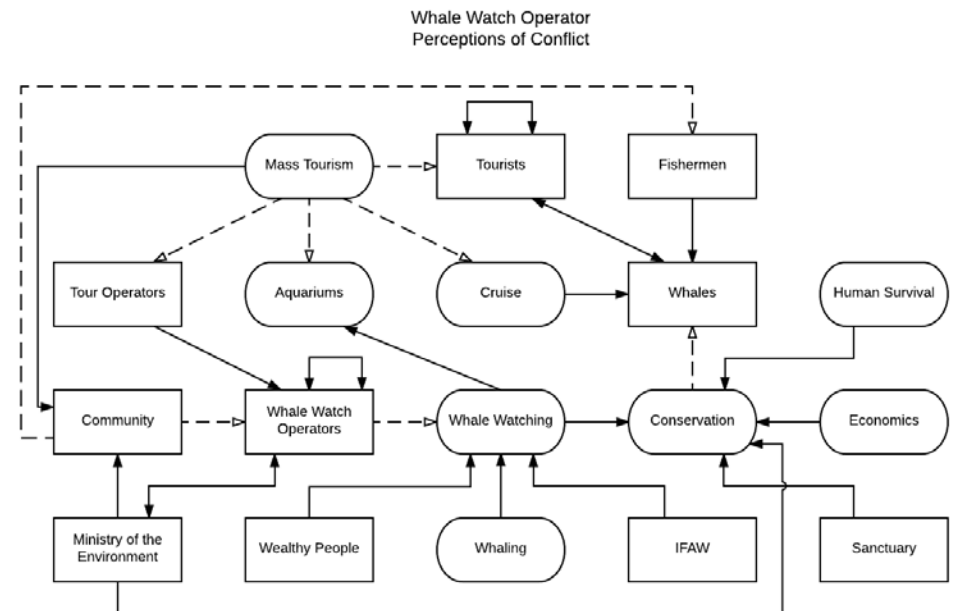 Whale Watch Operator
Perceptions of Conflict
Mass Tourism
Tourists
Fishermen
Tour Operators
Aquariums
Cruise
Whales
Human Survival
Community
Whale Watch
Operators
Whale Watching
Conservation
Economics
Ministry of the
Environment
Wealthy People
Whaling
IFAW
Sanctuary